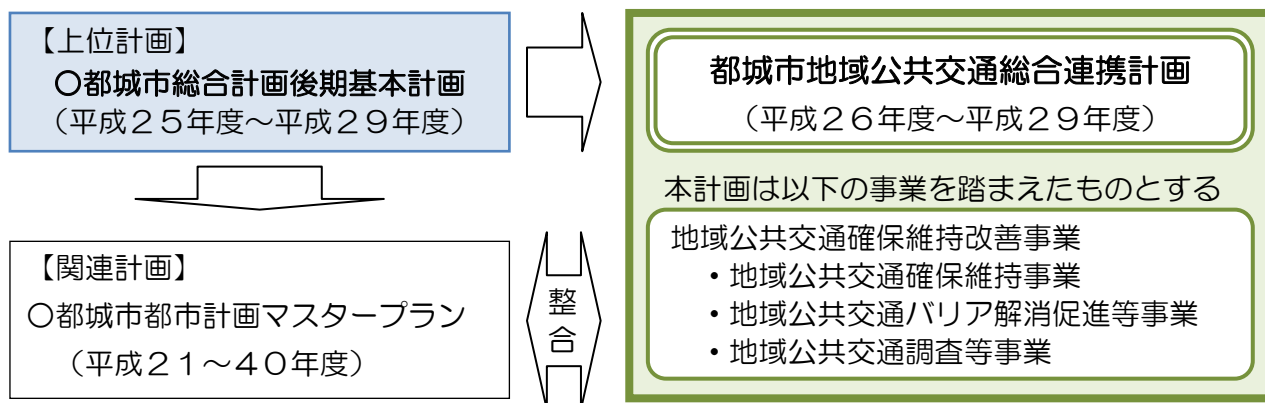 【上位計画】
〇都城市総合計画後期基本計画
（平成２５年度～平成２９年度）
都城市地域公共交通総合連携計画
（平成２６年度～平成２９年度）
本計画は以下の事業を踏まえたものとする
地域公共交通確保維持改善事業
・地域公共交通確保維持事業
・地域公共交通バリア解消促進等事業
・地域公共交通調査等事業
【関連計画】
〇都城市都市計画マスタープラン
（平成２１～４０年度）
整合